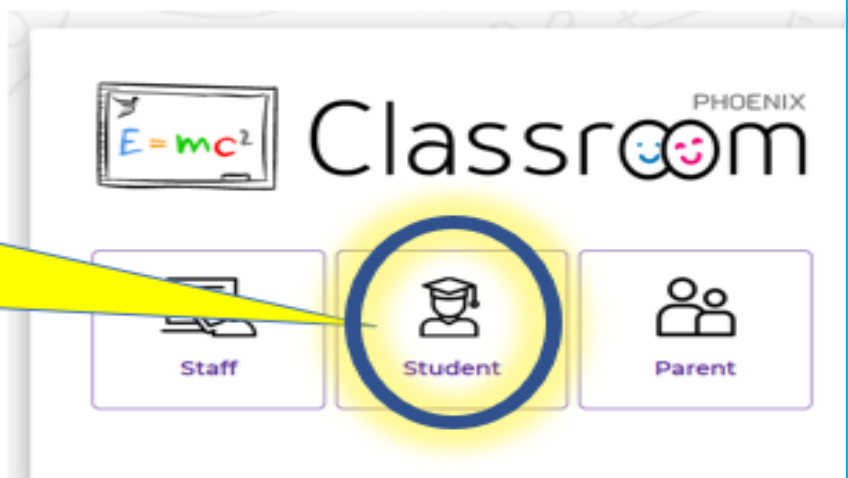 PHOENIX
E=mc²
Classroom
Staff
Student
Parent